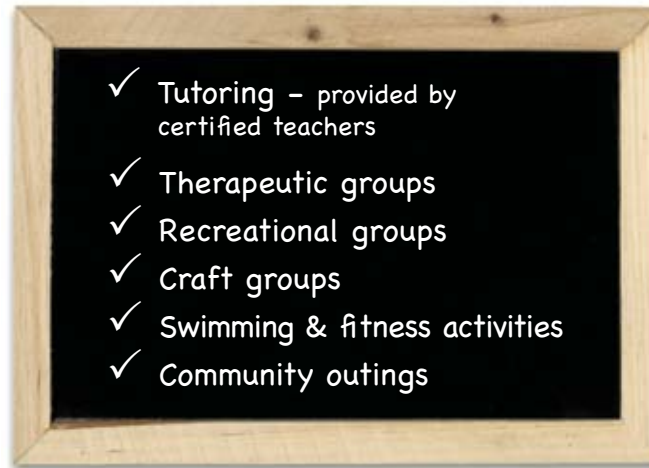 ✓ Tutoring – provided by
certified teachers
✓ Therapeutic groups
✓ Recreational groups
✓ Craft groups
✓ Swimming & fitness activities
✓ Community outings